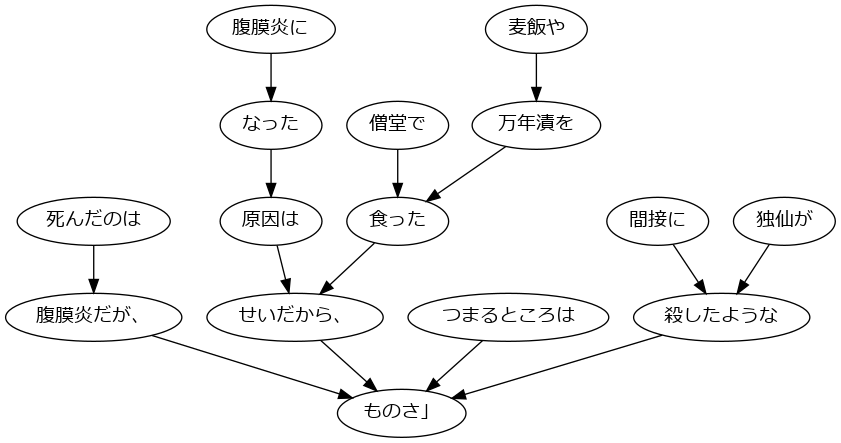 腹膜炎に
麦飯や
なった
僧堂で
万年漬を
死んだのは
原因は
食った
間接に
独仙が
腹膜炎だが、
せいだから、
つまるところは
殺したような
ものさ」